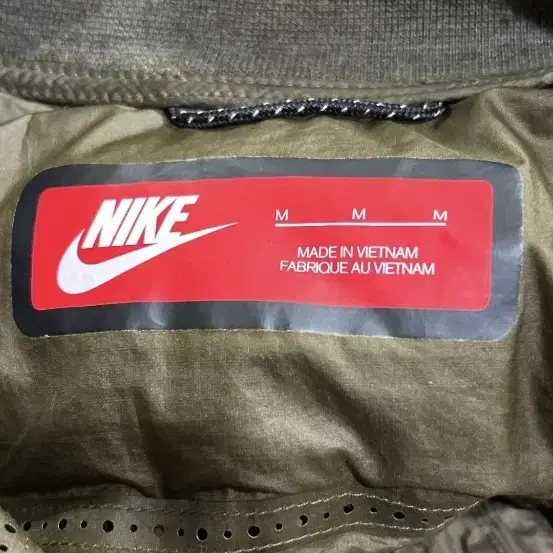 NIKE
M M M
MADE IN VIETNAM
FABRIQUE AU VIETNAM